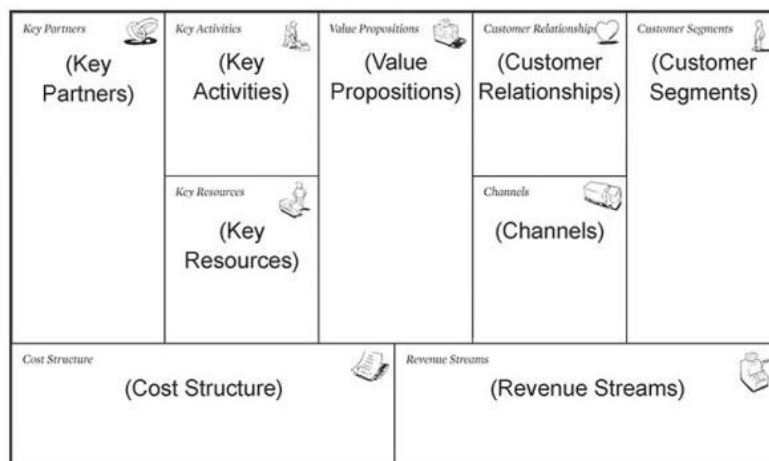 Key Partners
(Key
Partners)
Key Activities
(Key
Activities)
Key Resources
(Key
Resources)
Value Propositions
(Value
Propositions)
Customer Relationship
(Customer
Relationships)
Channels
(Channels)
Customer Segments
(Customer
Segments)
Cost Structure
(Cost Structure)
Revenue Streams
(Revenue Streams)